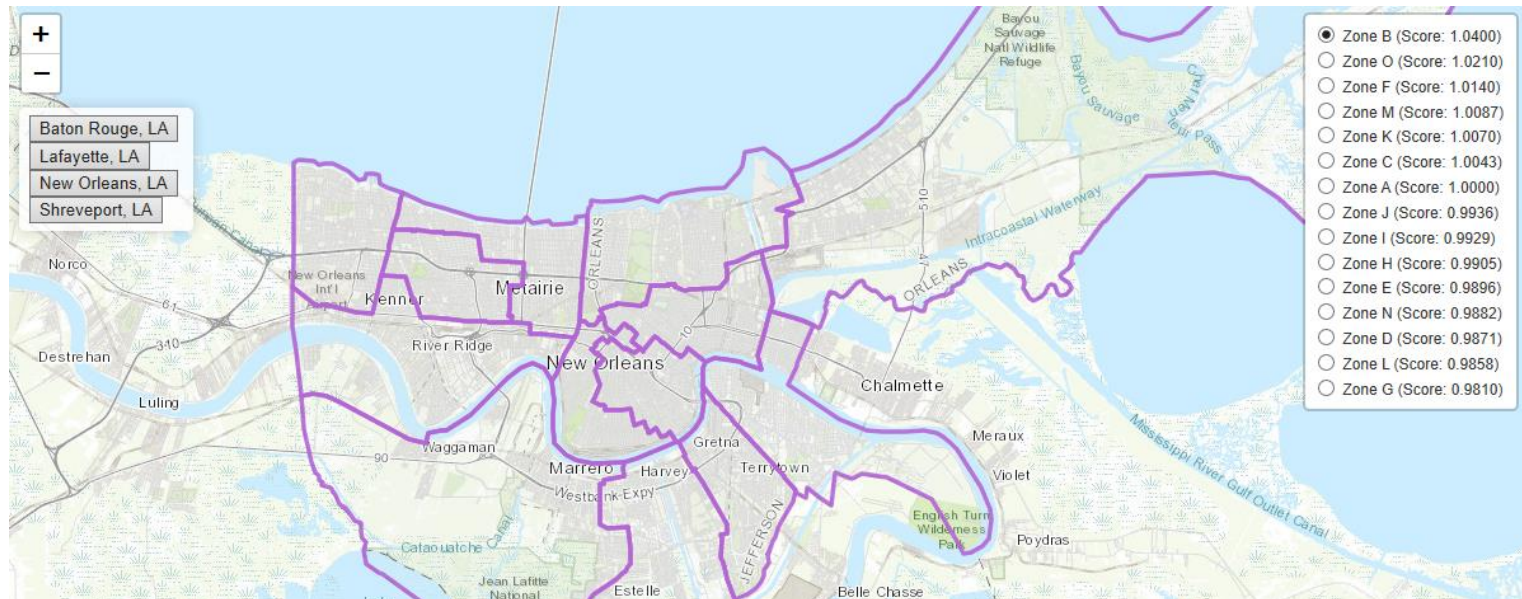 +
−
Baton Rouge, LA
Lafayette, LA
New Orleans, LA
Shreveport, LA
Zone B (Score: 1.0400)
Zone O (Score: 1.0210)
Zone F (Score: 1.0140)
Zone M (Score: 1.0087)
Zone K (Score: 1.0070)
Zone C (Score: 1.0043)
Zone A (Score: 1.0000)
Zone J (Score: 0.9936)
Zone I (Score: 0.9929)
Zone H (Score: 0.9905)
Zone E (Score: 0.9896)
Zone N (Score: 0.9882)
Zone D (Score: 0.9871)
Zone L (Score: 0.9858)
Zone G (Score: 0.9810)
Bayou
Sauvage
Natl Wildlife
Refuge
Bayou Sauvage
Intracoastal Waterway
510
47
ORLEANS
ORLEANS
Norco
61
310
New Orleans
Int'l
Kenner
Metairie
Destrehan
River Ridge
10
New Orleans
Chalmette
Luling
Waggaman
90
Gretna
Meraux
Marrero
Harvey
Terrytown
Violet
Westbank-Expy
Mississippi River Gulf Outlet Canal
English Turn
Wilderness
Park
JEFFERSON
Poydras
Cataouatche Canal
Jean Lafitte
National
Estelle
Belle Chasse